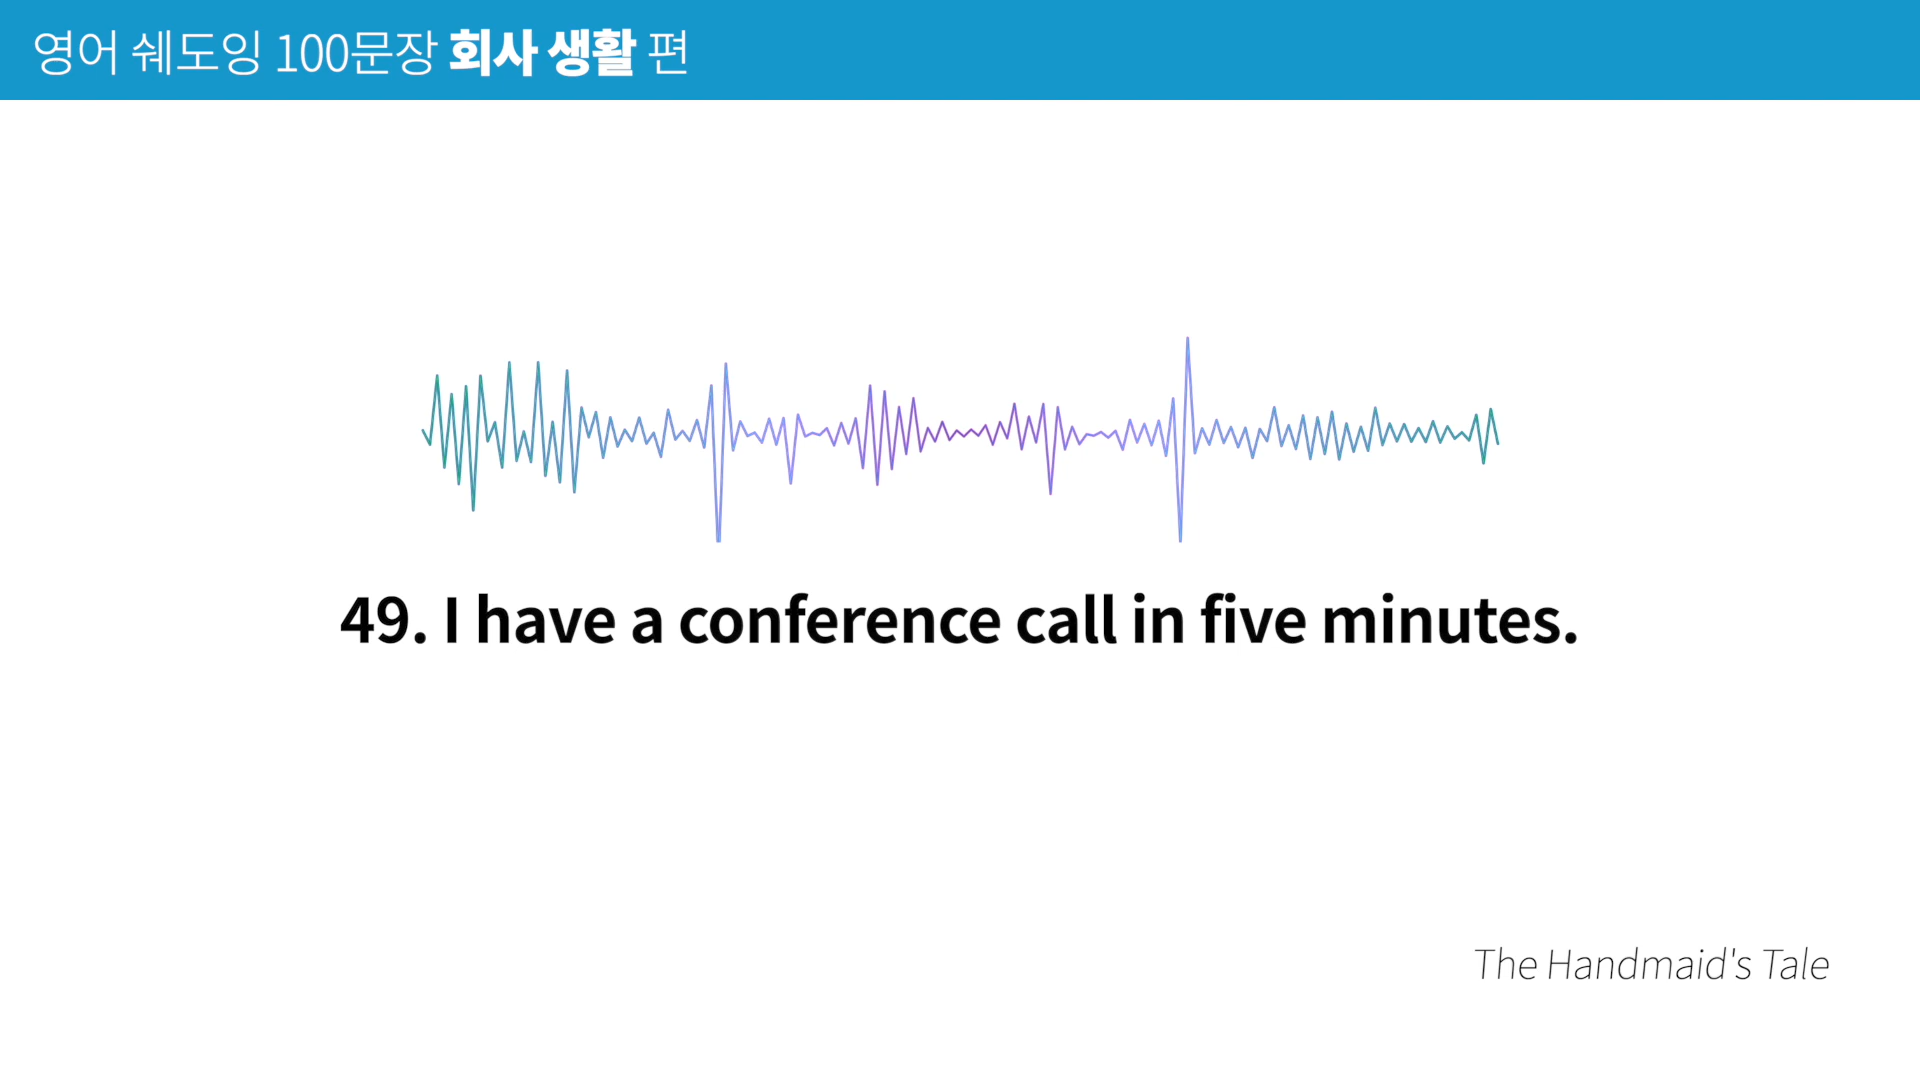 영어 쉐도잉 100문장 회사 생활 편
49. I have a conference call in five minutes.
The Handmaid's Tale